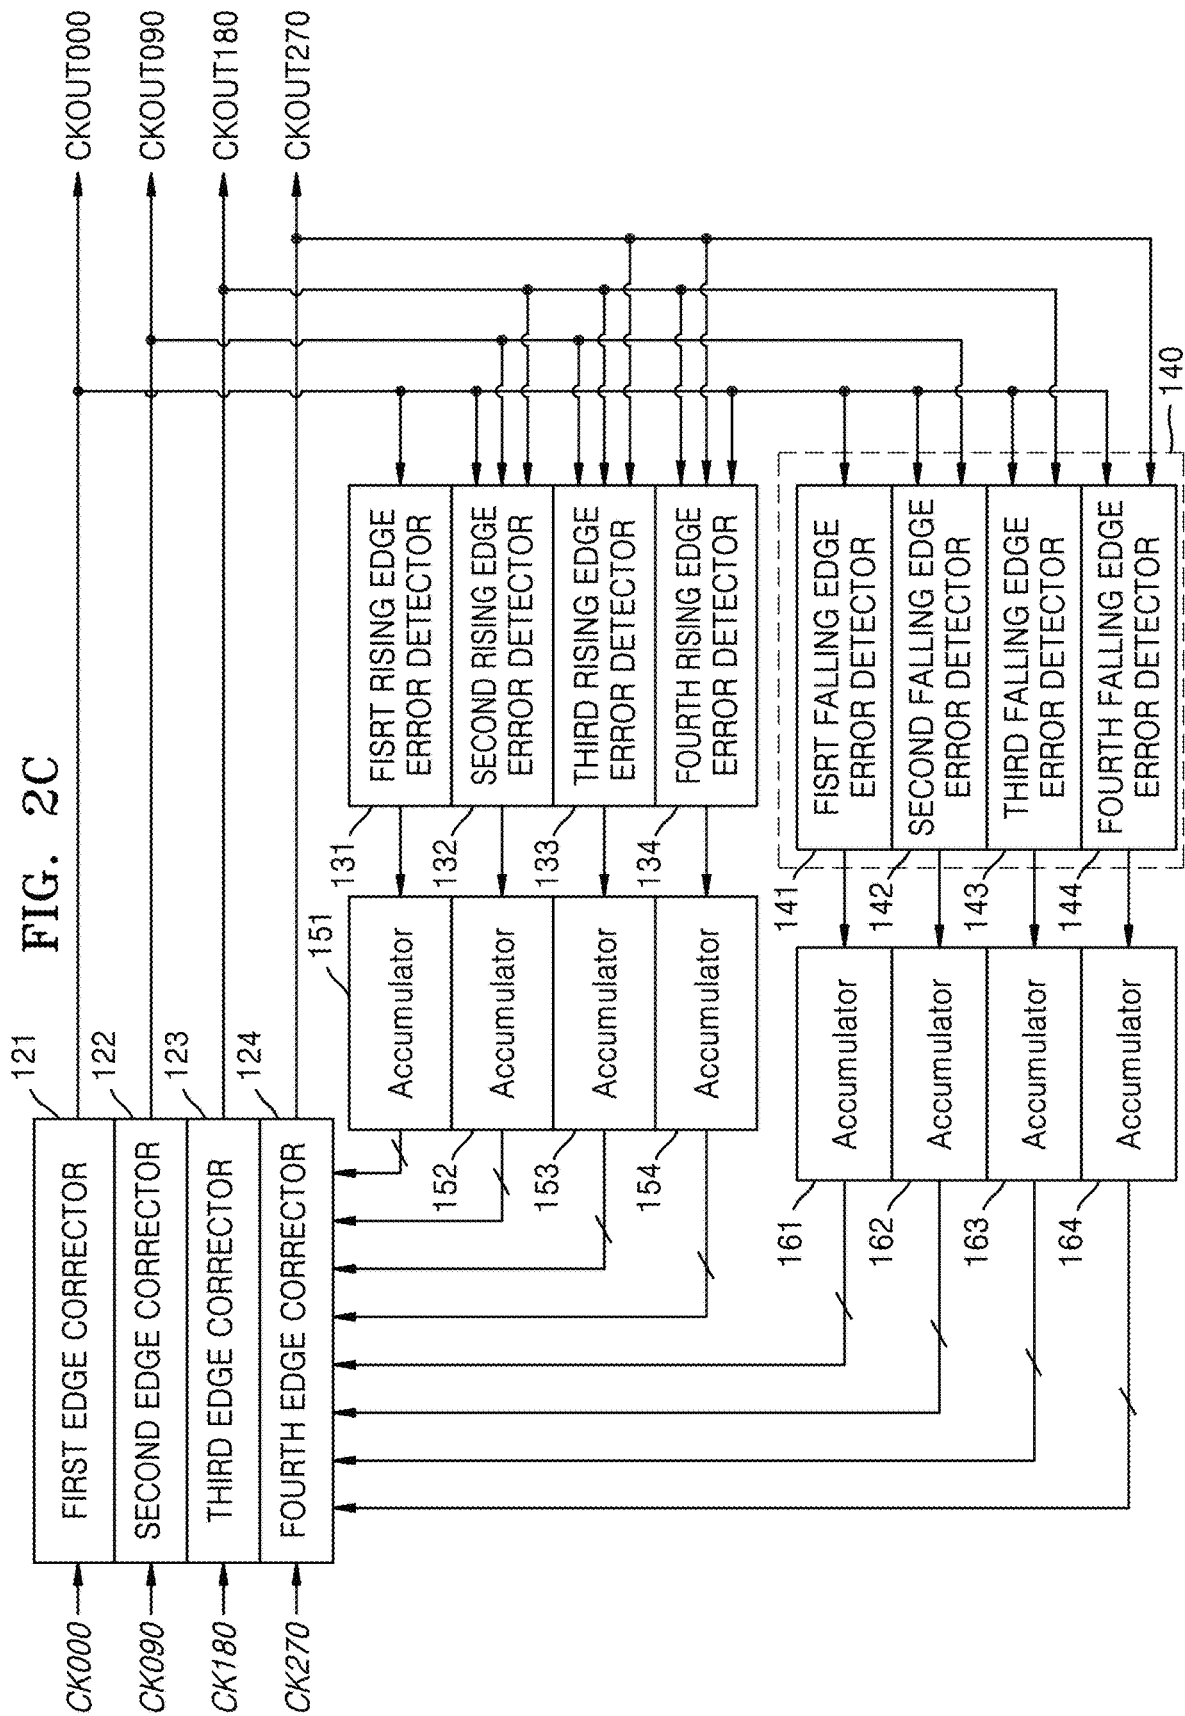 FIG. 2C
CK000
CK090
CK180
CK270
FIRST EDGE CORRECTOR
SECOND EDGE CORRECTOR
THIRD EDGE CORRECTOR
FOURTH EDGE CORRECTOR
121
122
123
124
CKOUT000
CKOUT090
CKOUT180
CKOUT270
151
Accumulator
152
Accumulator
153
Accumulator
154
Accumulator
131
FISRT RISING EDGE
ERROR DETECTOR
132
SECOND RISING EDGE
ERROR DETECTOR
133
THIRD RISING EDGE
ERROR DETECTOR
134
FOURTH RISING EDGE
ERROR DETECTOR
161
Accumulator
162
Accumulator
163
Accumulator
164
Accumulator
141
FISRT FALLING EDGE
ERROR DETECTOR
142
SECOND FALLING EDGE
ERROR DETECTOR
143
THIRD FALLING EDGE
ERROR DETECTOR
144
FOURTH FALLING EDGE
ERROR DETECTOR
140